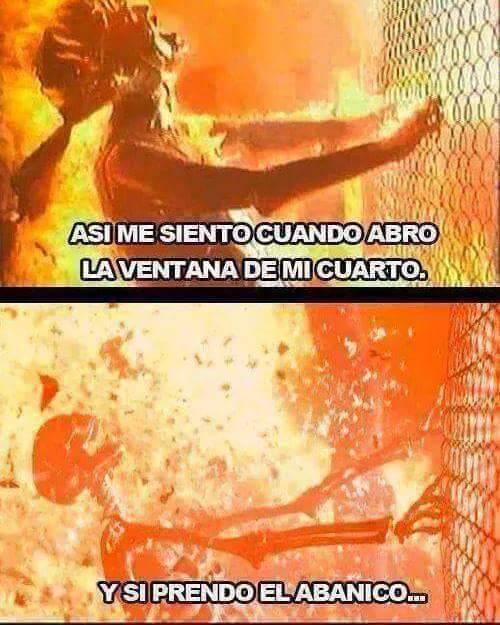 ASI ME SIENTO CUANDO ABRO
LA VENTANA DE MI CUARTO.
Y SI PRENDO EL ABANICO...